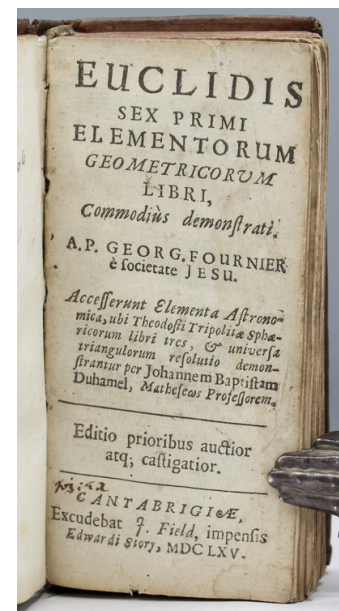 EUCLIDIS
SEX PRIMI
ELEMENTORUM
GEOMETRICORVM
LIBRI,
Commodiùs demonſtrati.
A.P. GEORG. FOURNIER
è ſocietate JESU.
Acceſſerunt Elementa Aſtrono-
mica, ubi Theodoſii Tripolitæ Sphæ-
ricorum libri tres, & univerſa
triangulorum reſolutio demon-
ſtrantur per Johannem Baptiſtam
Duhamel, Matheſeωs Profeſſorem.
Editio prioribus auctior
atq; caſtigatior.
CANTABRIGIÆ,
Excudebat J. Field, impenſis
Edwardi Story, MDCLXV.